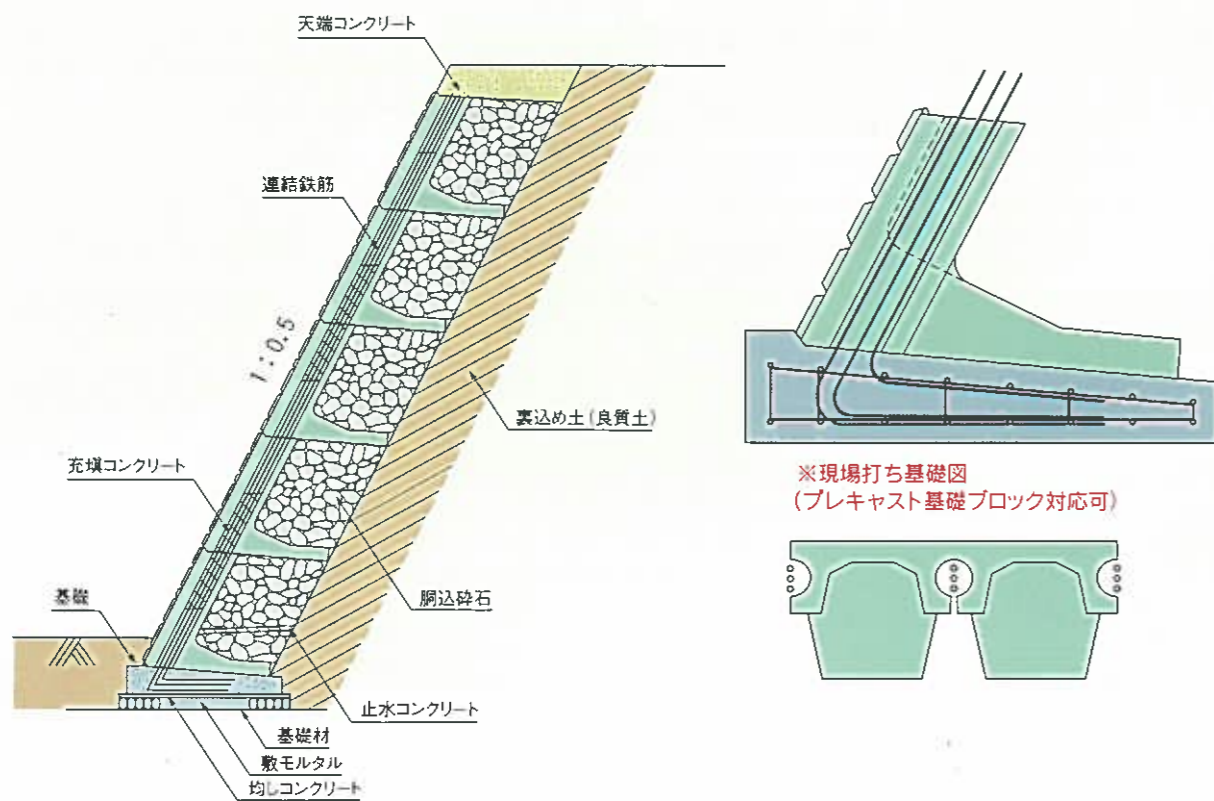 天端コンクリート
連結鉄筋
1：0.5
裏込め土(良質土)
充塡コンクリート
※現場打ち基礎図
(プレキャスト基礎ブロック対応可)
基礎
胴込砕石
止水コンクリート
基礎材
敷モルタル
均しコンクリート